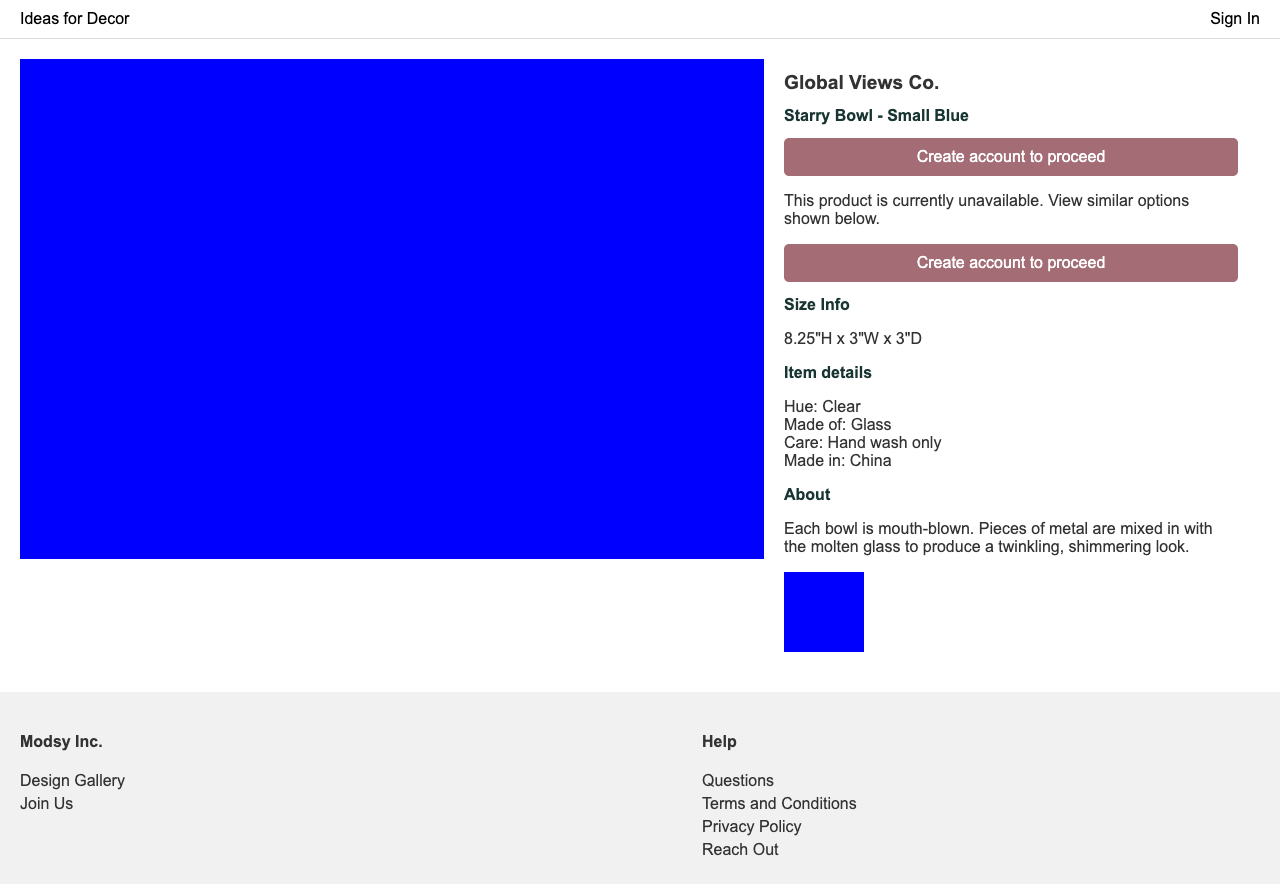 Ideas for Decor
Sign In
Global Views Co.
Starry Bowl - Small Blue
Create account to proceed
This product is currently unavailable. View similar options
shown below.
Create account to proceed
Size Info
8.25"H x 3"W x 3"D
Item details
Hue: Clear
Made of: Glass
Care: Hand wash only
Made in: China
About
Each bowl is mouth-blown. Pieces of metal are mixed in with
the molten glass to produce a twinkling, shimmering look.
Modsy Inc.
Design Gallery
Join Us
Help
Questions
Terms and Conditions
Privacy Policy
Reach Out